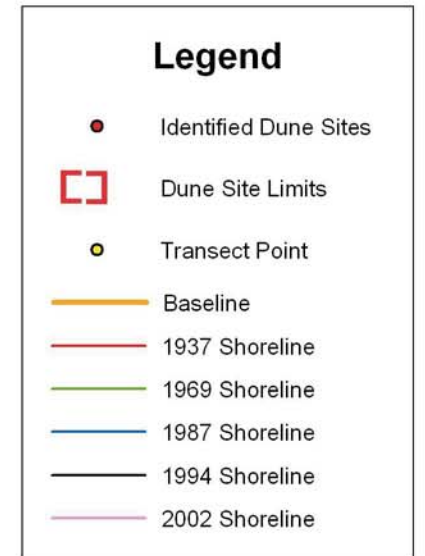 Legend
Identified Dune Sites
Dune Site Limits
Transect Point
Baseline
1937 Shoreline
1969 Shoreline
1987 Shoreline
1994 Shoreline
2002 Shoreline